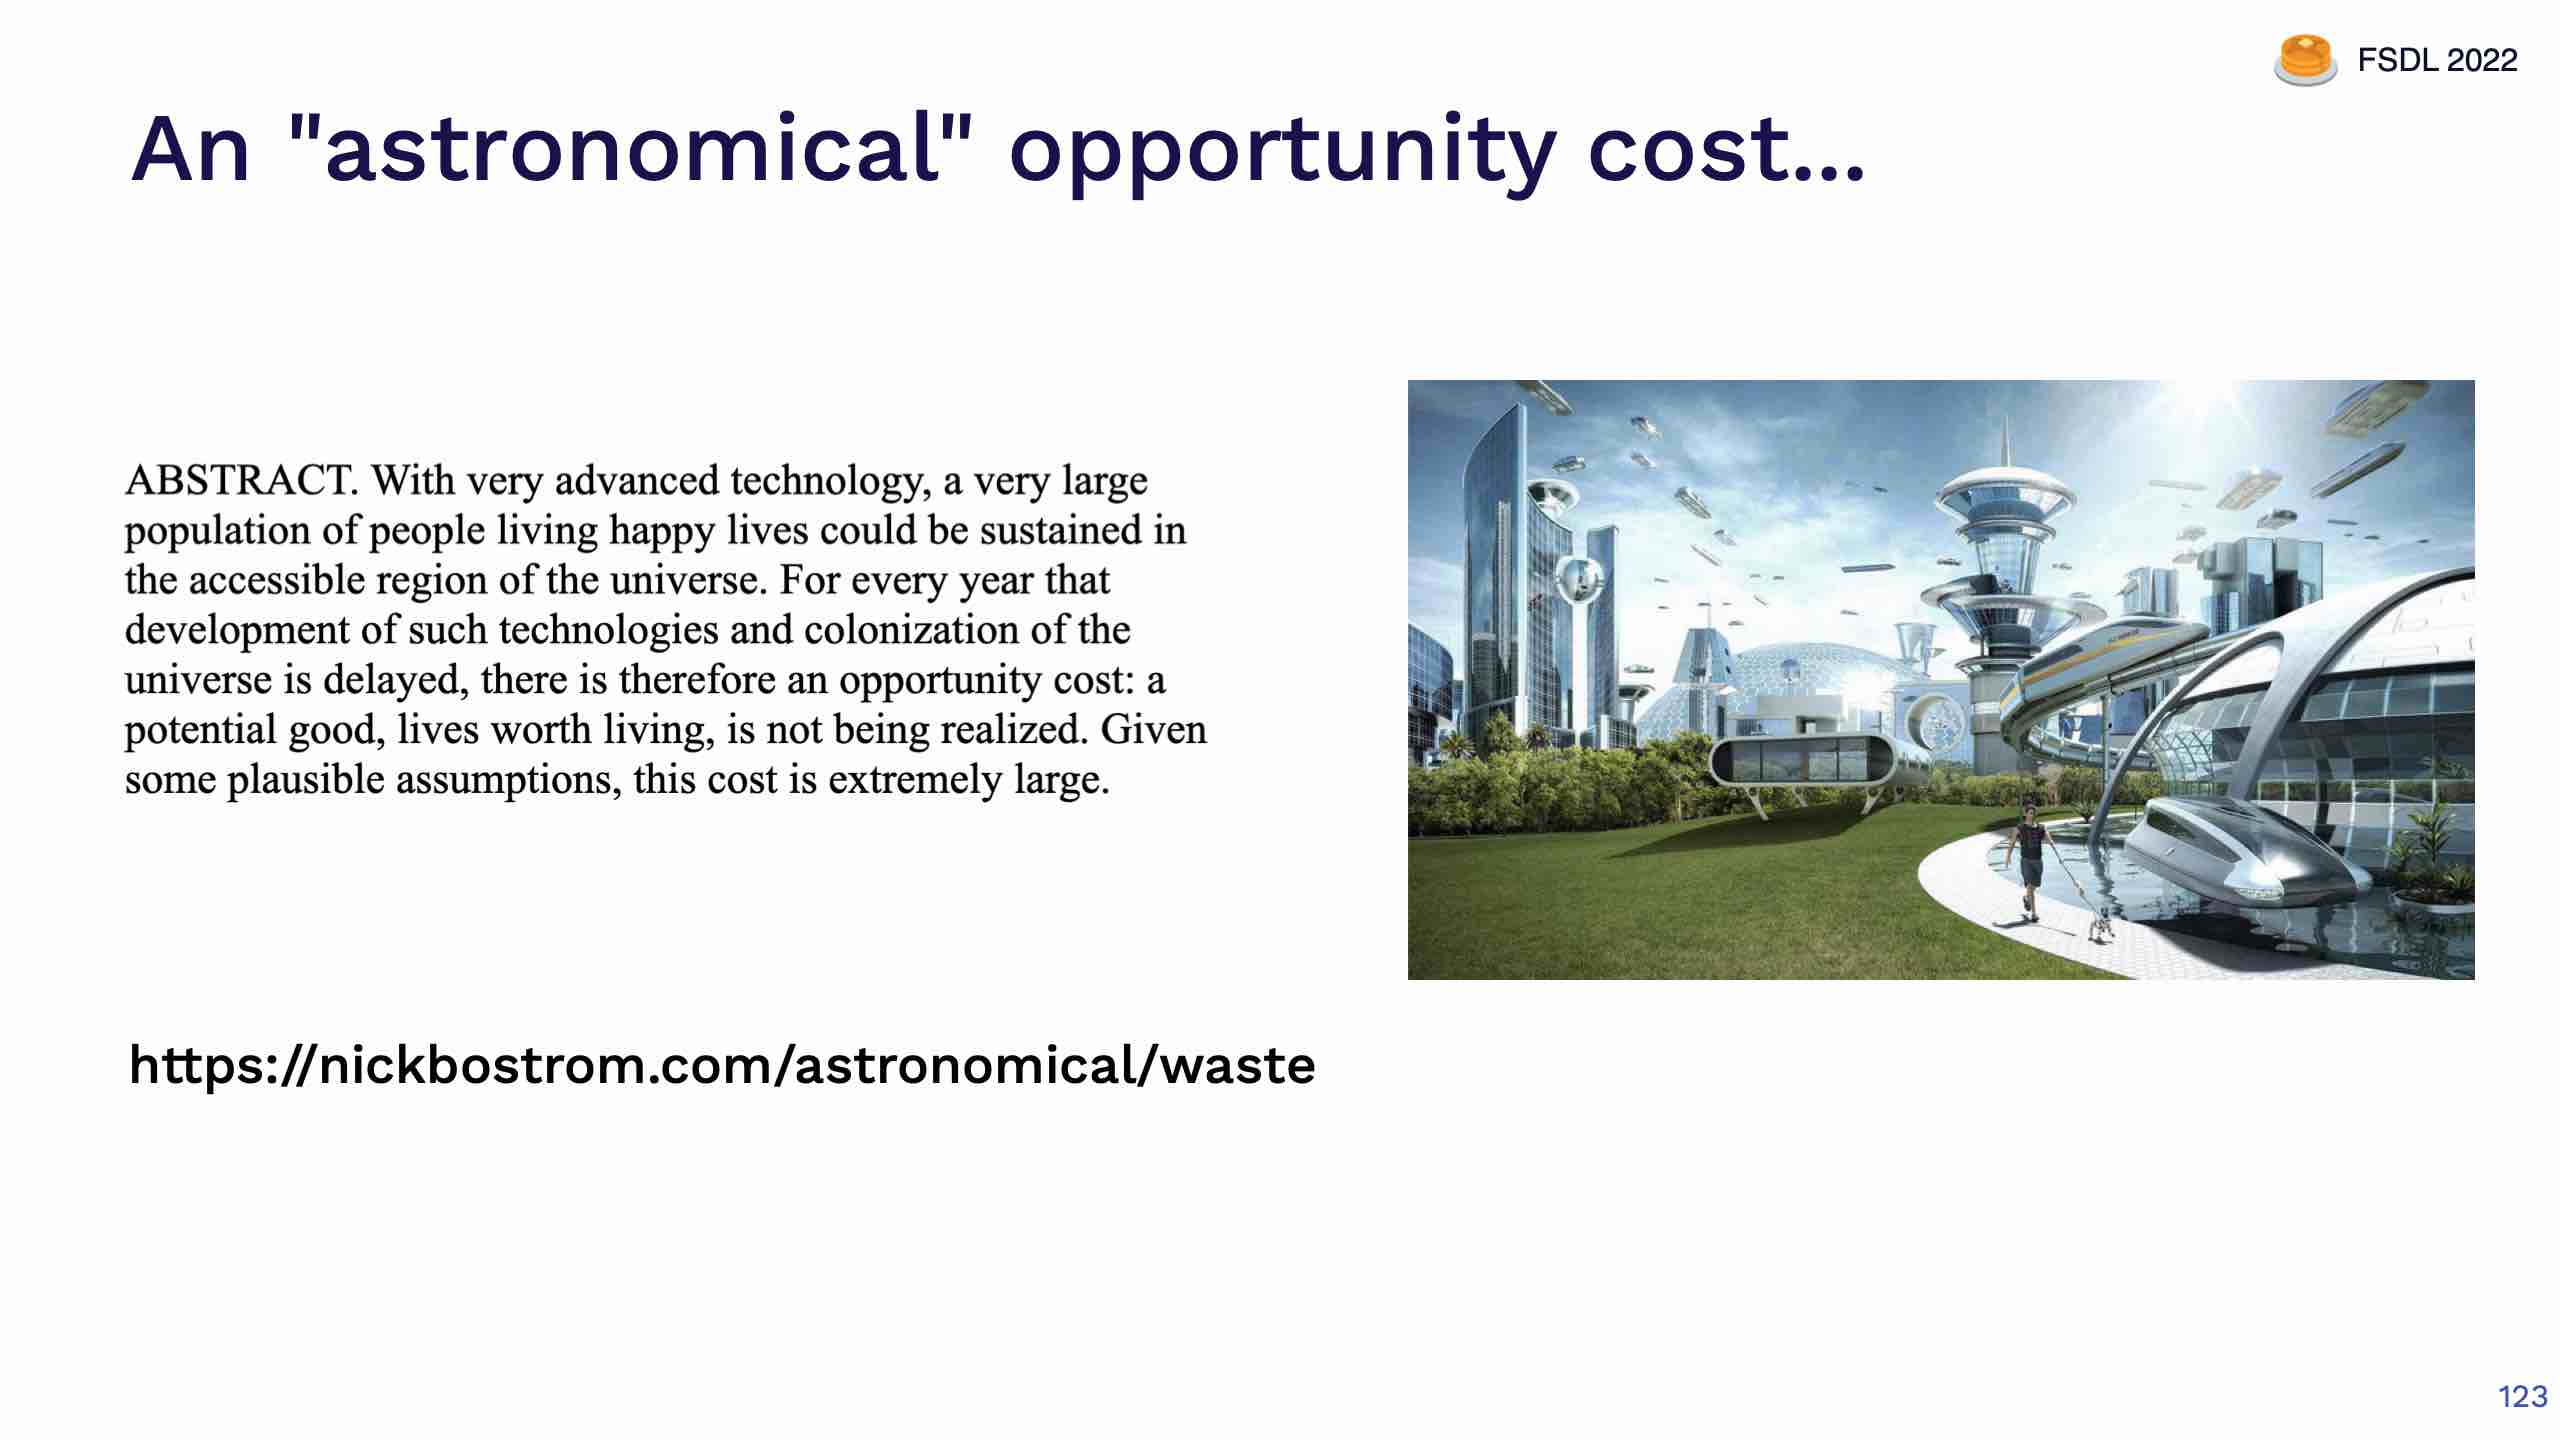 FSDL 2022
An "astronomical" opportunity cost...
ABSTRACT. With very advanced technology, a very large
population of people living happy lives could be sustained in
the accessible region of the universe. For every year that
development of such technologies and colonization of the
universe is delayed, there is therefore an opportunity cost: a
potential good, lives worth living, is not being realized. Given
some plausible assumptions, this cost is extremely large.
https://nickbostrom.com/astronomical/waste
123